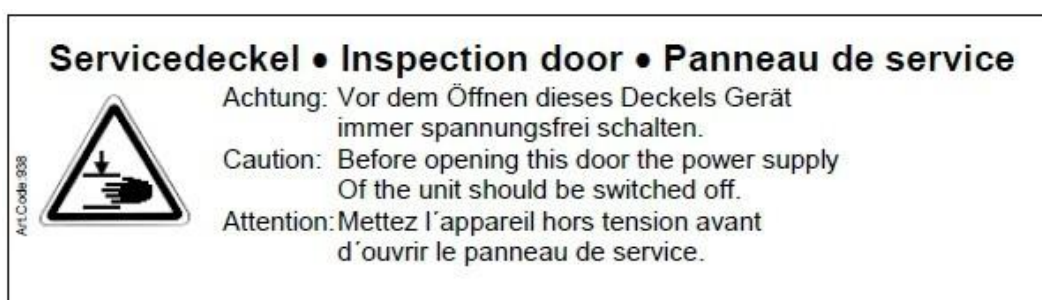 Servicedeckel • Inspection door • Panneau de service
Achtung: Vor dem Öffnen dieses Deckels Gerät
immer spannungsfrei schalten.
Caution: Before opening this door the power supply
Of the unit should be switched off.
Attention: Mettez l´appareil hors tension avant
d´ouvrir le panneau de service.
Art.Code:938